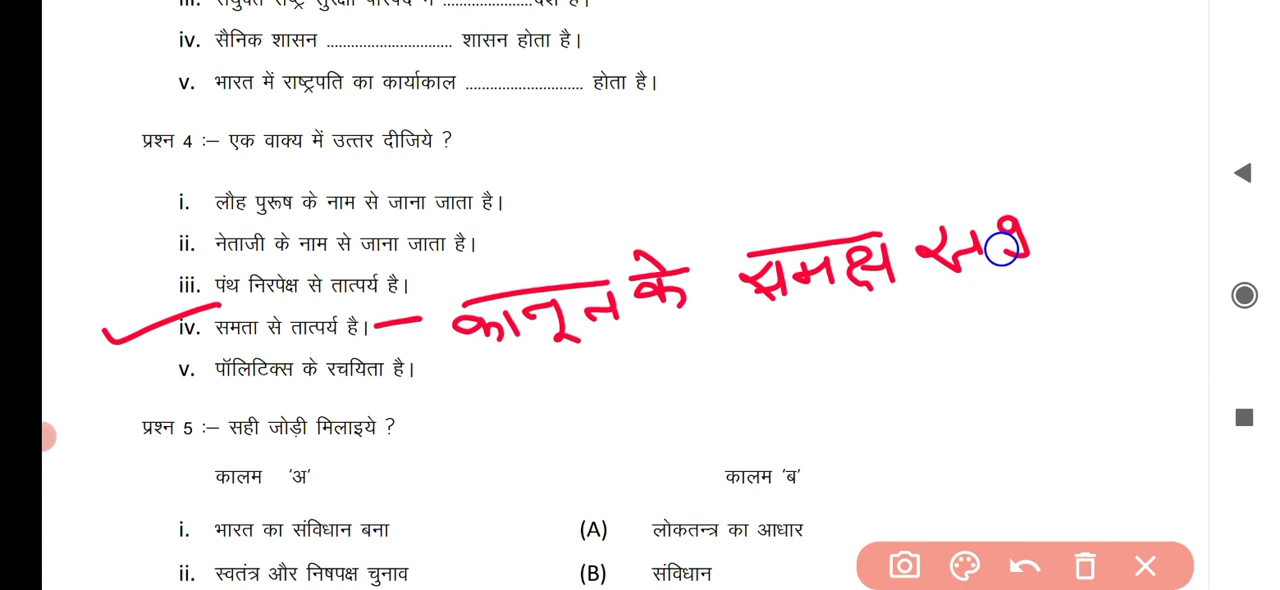 iv. सैनिक शासन ............................... शासन होता है।
v. भारत में राष्ट्रपति का कार्याकाल ............................. होता है।
प्रश्न 4 :– एक वाक्य में उत्तर दीजिये ?
i. लौह पुरूष के नाम से जाना जाता है।
ii. नेताजी के नाम से जाना जाता है।
iii. पंथ निरपेक्ष से तात्पर्य है।
iv. समता से तात्पर्य है। – कानून के समक्ष
v. पॉलिटिक्स के रचयिता है।
प्रश्न 5 :– सही जोड़ी मिलाइये ?
कालम ‘अ’ कालम ‘ब’
i. भारत का संविधान बना (A) लोकतन्त्र का आधार
ii. स्वतंत्र और निषपक्ष चुनाव (B) संविधान